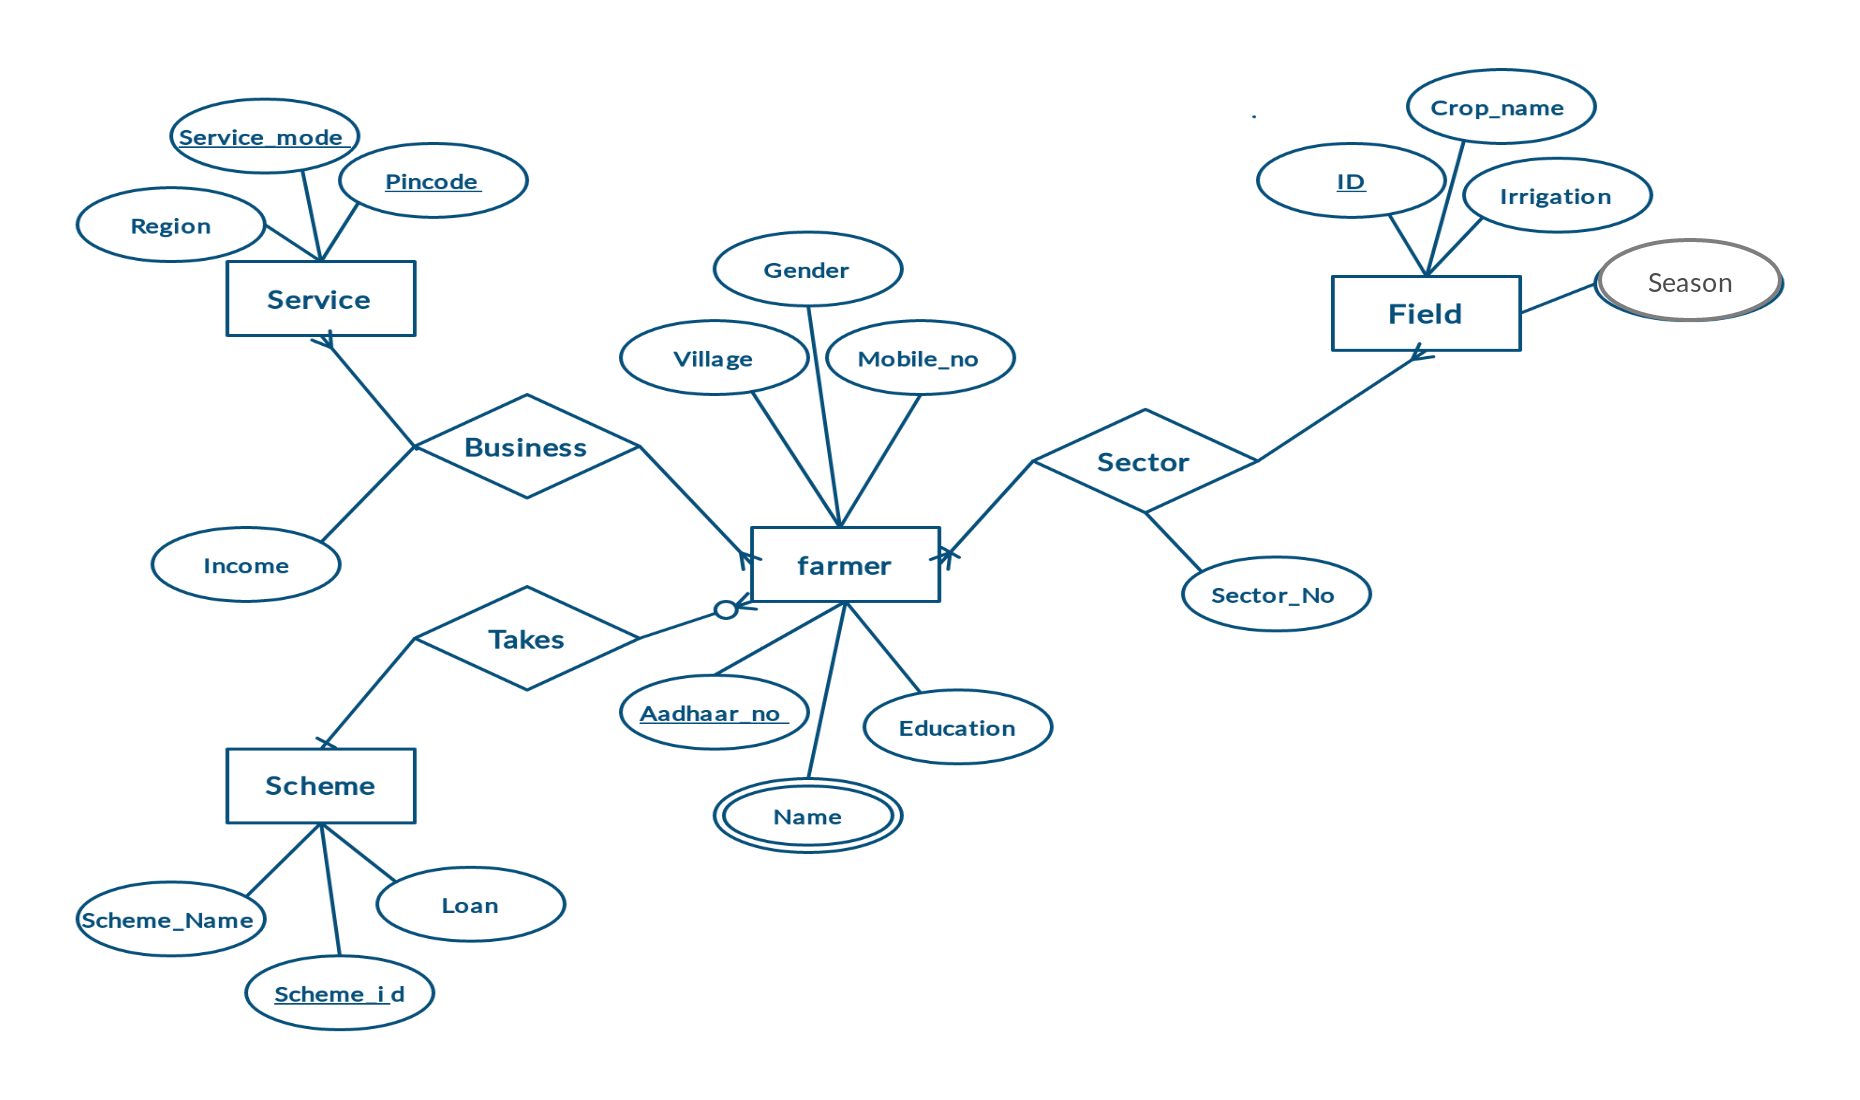 Crop_name
Service_mode
Pincode
ID
Irrigation
Region
Gender
Season
Service
Field
Village
Mobile_no
Business
Sector
Income
farmer
Sector_No
Takes
Aadhaar_no
Education
Scheme
Name
Loan
Scheme_Name
Scheme_i d